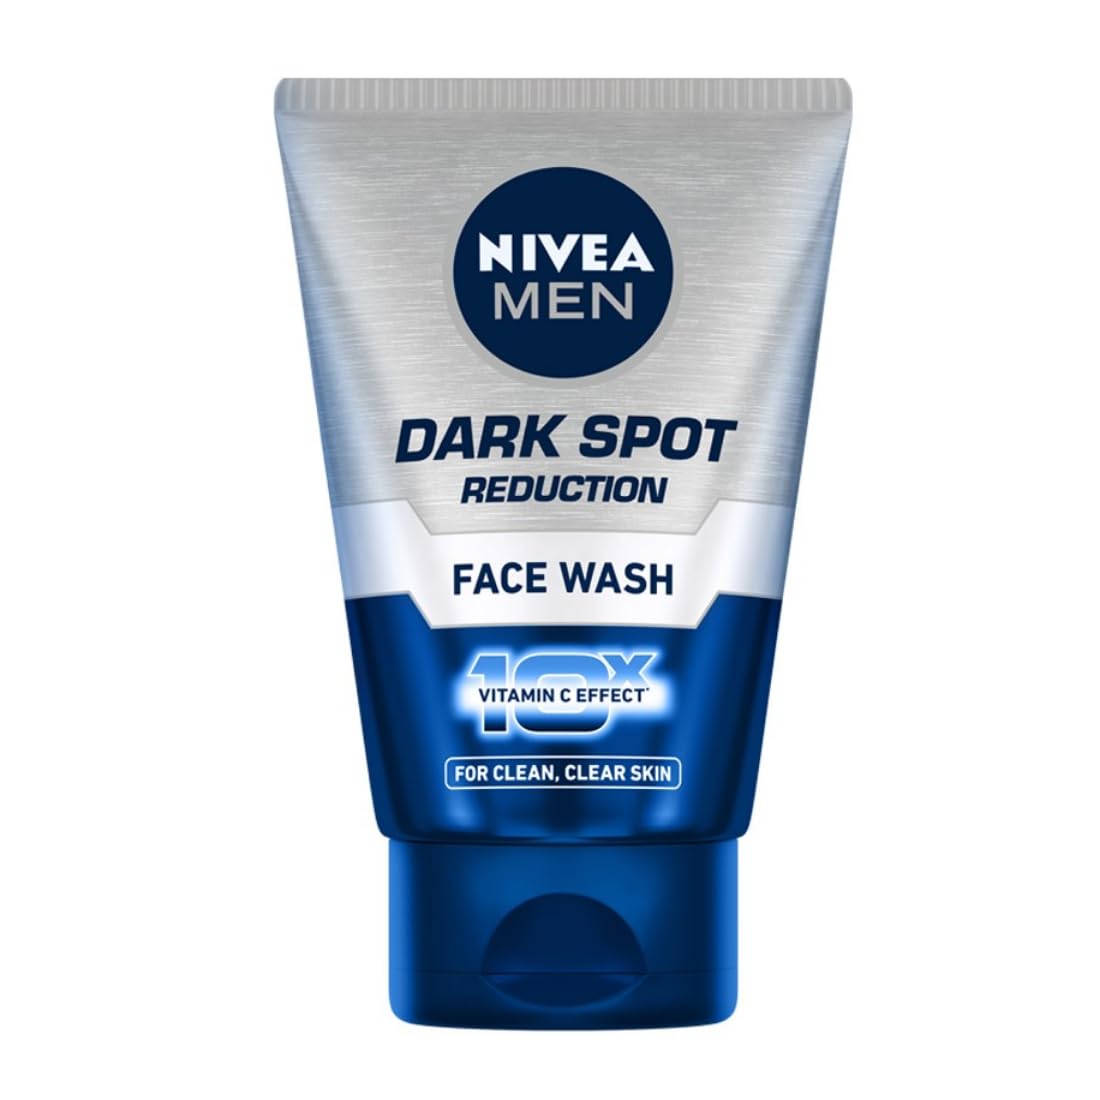 NIVEA
MEN
DARK SPOT
REDUCTION
FACE WASH
10X
VITAMIN C EFFECT*
FOR CLEAN, CLEAR SKIN